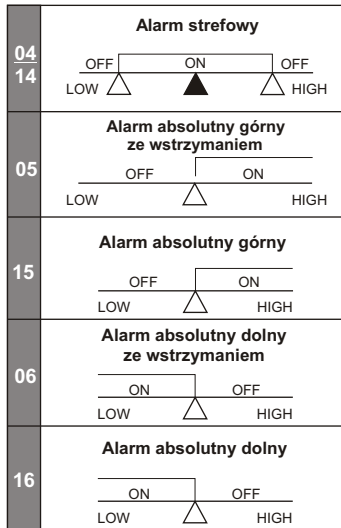 04
14
Alarm strefowy
OFF ON OFF
LOW HIGH
05
Alarm absolutny górny
ze wstrzymaniem
OFF ON
LOW HIGH
15
Alarm absolutny górny
OFF ON
LOW HIGH
06
Alarm absolutny dolny
ze wstrzymaniem
ON OFF
LOW HIGH
16
Alarm absolutny dolny
ON OFF
LOW HIGH